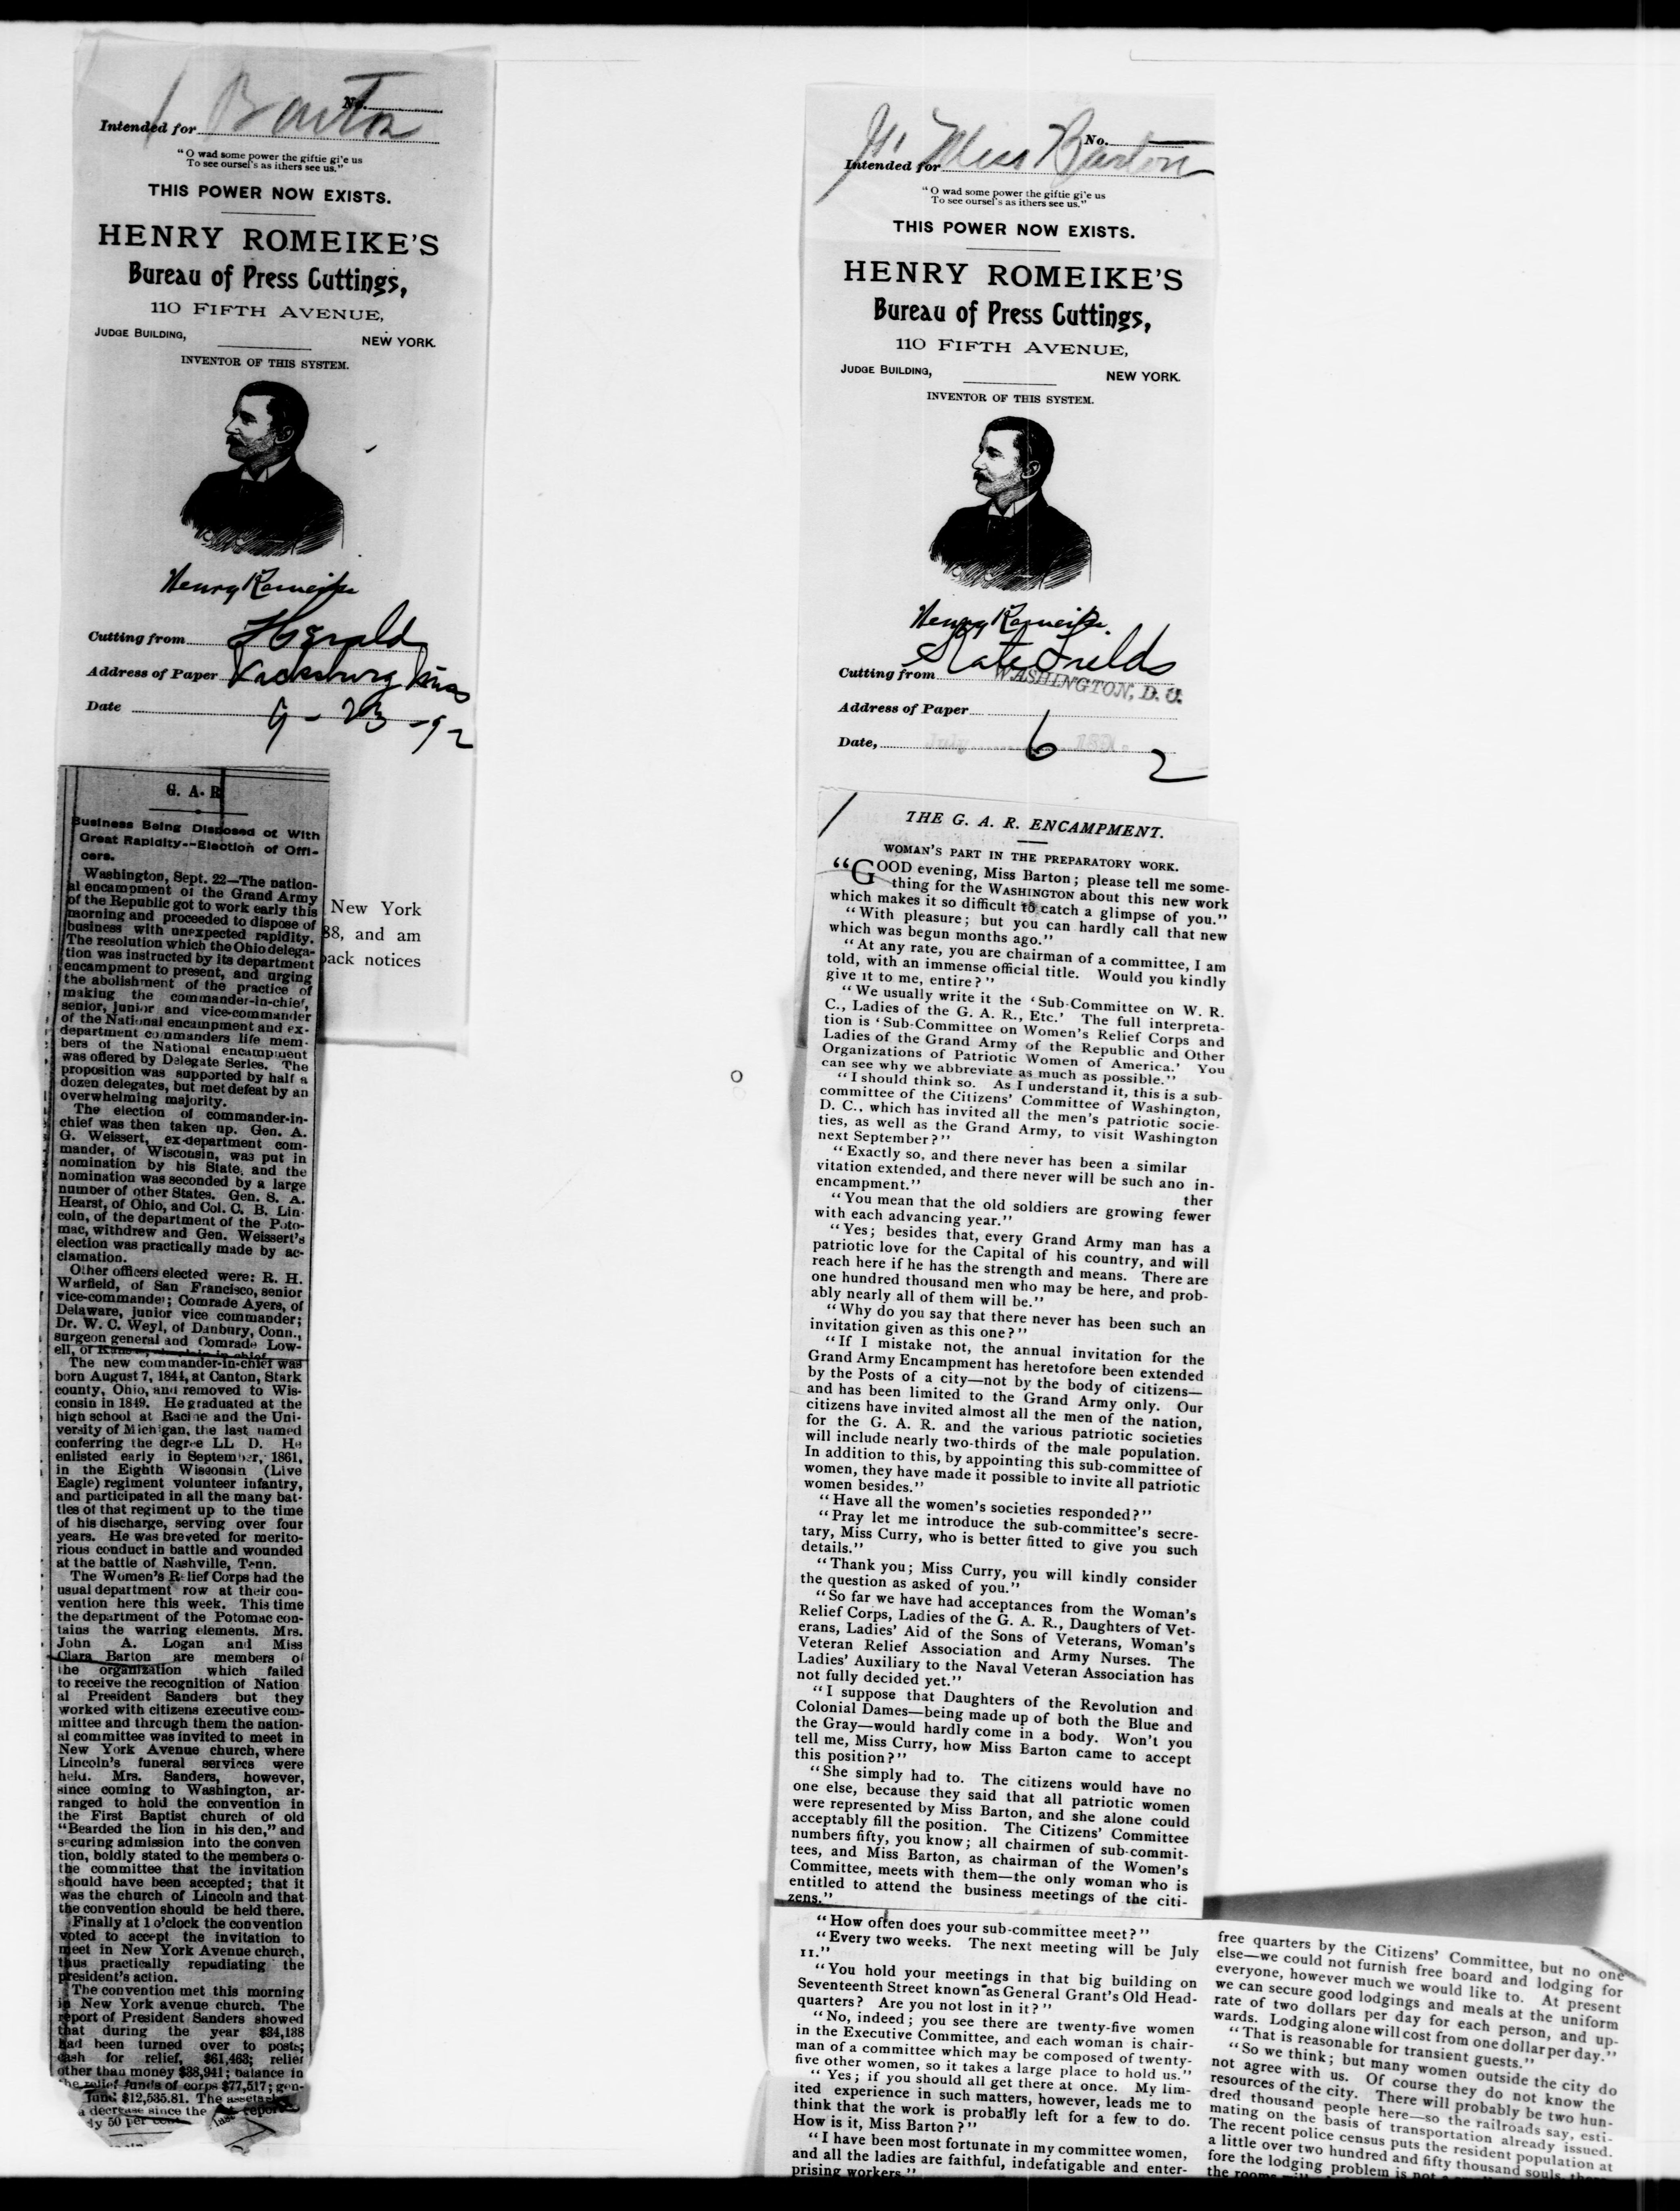 Barton
No.
Intended for
"O wad some power the giftie gi'e us
To see oursel's as ithers see us."
THIS POWER NOW EXISTS.
HENRY ROMEIKE'S
Bureau of Press Cuttings,
110 FIFTH AVENUE,
JUDGE BUILDING,
NEW YORK.
INVENTOR OF THIS SYSTEM.
Henry Romeike
Cutting from Herald
Address of Paper Vicksburg Miss
Date 9-23-92
G. A. R
Business Being Disposed of With
Great Rapidity--Election of Offi-
cers.
Washington, Sept. 22—The nation-
al encampment of the Grand Army
of the Republic got to work early this
morning and proceeded to dispose of
business with unexpected rapidity.
The resolution which the Ohio delega-
tion was instructed by its department
encampment to present, and urging
the abolishment of the practice of
making the commander-in-chief,
senior, junior and vice-commander
of the National encampment and ex-
department commanders life mem-
bers of the National encampment
was offered by Delegate Series. The
proposition was supported by half a
dozen delegates, but met defeat by an
overwhelming majority.
The election of commander-in-
chief was then taken up. Gen. A.
G. Weissert, ex-department com-
mander, of Wisconsin, was put in
nomination by his State, and the
nomination was seconded by a large
number of other States. Gen. S. A.
Hearst, of Ohio, and Col. C. B. Lin-
coln, of the department of the Poto-
mac, withdrew and Gen. Weissert's
election was practically made by ac-
clamation.
Other officers elected were: R. H.
Warfield, of San Francisco, senior
vice-commander; Comrade Ayers, of
Delaware, junior vice commander;
Dr. W. C. Weyl, of Danbury, Conn.,
surgeon general and Comrade Low-
ell, of
The new commander-in-chief was
born August 7, 1844, at Canton, Stark
county, Ohio, and removed to Wis-
consin in 1849. He graduated at the
high school at Racine and the Uni-
versity of Michigan, the last named
conferring the degree LL D. He
enlisted early in September, 1861,
in the Eighth Wisconsin (Live
Eagle) regiment volunteer infantry,
and participated in all the many bat-
tles of that regiment up to the time
of his discharge, serving over four
years. He was breveted for merito-
rious conduct in battle and wounded
at the battle of Nashville, Tenn.
The Women's Relief Corps had the
usual department row at their con-
vention here this week. This time
the department of the Potomac con-
tains the warring elements. Mrs.
John A. Logan and Miss
Clara Barton are members of
the organization which failed
to receive the recognition of Nation
al President Sanders but they
worked with citizens executive com-
mittee and through them the nation-
al committee was invited to meet in
New York Avenue church, where
Lincoln's funeral services were
held. Mrs. Sanders, however,
since coming to Washington, ar-
ranged to hold the convention in
the First Baptist church of old
"Bearded the lion in his den," and
securing admission into the conven
tion, boldly stated to the members o-
the committee that the invitation
should have been accepted; that it
was the church of Lincoln and that
the convention should be held there.
Finally at 1 o'clock the convention
voted to accept the invitation to
meet in New York Avenue church,
thus practically repudiating the
president's action.
The convention met this morning
in New York avenue church. The
report of President Sanders showed
that during the year $34,138
had been turned over to posts;
cash for relief, $61,463; relief
other than money $38,941; balance in
the relief funds of corps $77,517; gen-
fund $12,535.81. The assets
a decrease since the last report
ly 50 per cent.
New York
88, and am
back notices
Miss Barton
No.
Intended for
"O wad some power the giftie gi'e us
To see oursel's as ithers see us."
THIS POWER NOW EXISTS.
HENRY ROMEIKE'S
Bureau of Press Cuttings,
110 FIFTH AVENUE,
JUDGE BUILDING,
NEW YORK.
INVENTOR OF THIS SYSTEM.
Henry Romeike.
Cutting from Kate Fields
WASHINGTON, D. C.
Address of Paper
Date, July 6 189 2
THE G. A. R. ENCAMPMENT.
WOMAN'S PART IN THE PREPARATORY WORK.
"GOOD evening, Miss Barton; please tell me some-
thing for the WASHINGTON about this new work
which makes it so difficult to catch a glimpse of you."
"With pleasure; but you can hardly call that new
which was begun months ago."
"At any rate, you are chairman of a committee, I am
told, with an immense official title. Would you kindly
give it to me, entire?"
"We usually write it the 'Sub-Committee on W. R.
C., Ladies of the G. A. R., Etc.' The full interpreta-
tion is 'Sub-Committee on Women's Relief Corps and
Ladies of the Grand Army of the Republic and Other
Organizations of Patriotic Women of America.' You
can see why we abbreviate as much as possible."
"I should think so. As I understand it, this is a sub-
committee of the Citizens' Committee of Washington,
D. C., which has invited all the men's patriotic socie-
ties, as well as the Grand Army, to visit Washington
next September?"
"Exactly so, and there never has been a similar
vitation extended, and there never will be such ano in-
encampment." ther
"You mean that the old soldiers are growing fewer
with each advancing year."
"Yes; besides that, every Grand Army man has a
patriotic love for the Capital of his country, and will
reach here if he has the strength and means. There are
one hundred thousand men who may be here, and prob-
ably nearly all of them will be."
"Why do you say that there never has been such an
invitation given as this one?"
"If I mistake not, the annual invitation for the
Grand Army Encampment has heretofore been extended
by the Posts of a city—not by the body of citizens—
and has been limited to the Grand Army only. Our
citizens have invited almost all the men of the nation,
for the G. A. R. and the various patriotic societies
will include nearly two-thirds of the male population.
In addition to this, by appointing this sub-committee of
women, they have made it possible to invite all patriotic
women besides."
"Have all the women's societies responded?"
"Pray let me introduce the sub-committee's secre-
tary, Miss Curry, who is better fitted to give you such
details."
"Thank you; Miss Curry, you will kindly consider
the question as asked of you."
"So far we have had acceptances from the Woman's
Relief Corps, Ladies of the G. A. R., Daughters of Vet-
erans, Ladies' Aid of the Sons of Veterans, Woman's
Veteran Relief Association and Army Nurses. The
Ladies' Auxiliary to the Naval Veteran Association has
not fully decided yet."
"I suppose that Daughters of the Revolution and
Colonial Dames—being made up of both the Blue and
the Gray—would hardly come in a body. Won't you
tell me, Miss Curry, how Miss Barton came to accept
this position?"
"She simply had to. The citizens would have no
one else, because they said that all patriotic women
were represented by Miss Barton, and she alone could
acceptably fill the position. The Citizens' Committee
numbers fifty, you know; all chairmen of sub-commit-
tees, and Miss Barton, as chairman of the Women's
Committee, meets with them—the only woman who is
entitled to attend the business meetings of the citi-
zens."
"How often does your sub-committee meet?"
"Every two weeks. The next meeting will be July
11."
"You hold your meetings in that big building on
Seventeenth Street known as General Grant's Old Head-
quarters? Are you not lost in it?"
"No, indeed; you see there are twenty-five women
in the Executive Committee, and each woman is chair-
man of a committee which may be composed of twenty-
five other women, so it takes a large place to hold us."
"Yes; if you should all get there at once. My lim-
ited experience in such matters, however, leads me to
think that the work is probably left for a few to do.
How is it, Miss Barton?"
"I have been most fortunate in my committee women,
and all the ladies are faithful, indefatigable and enter-
prising workers."
free quarters by the Citizens' Committee, but no one
else—we could not furnish free board and lodging for
everyone, however much we would like to. At present
we can secure good lodgings and meals at the uniform
rate of two dollars per day for each person, and up-
wards. Lodging alone will cost from one dollar per day."
"That is reasonable for transient guests."
"So we think; but many women outside the city do
not agree with us. Of course they do not know the
resources of the city. There will probably be two hun-
dred thousand people here—so the railroads say, esti-
mating on the basis of transportation already issued.
The recent police census puts the resident population at
a little over two hundred and fifty thousand souls, there-
fore the lodging problem is not a
the rooms